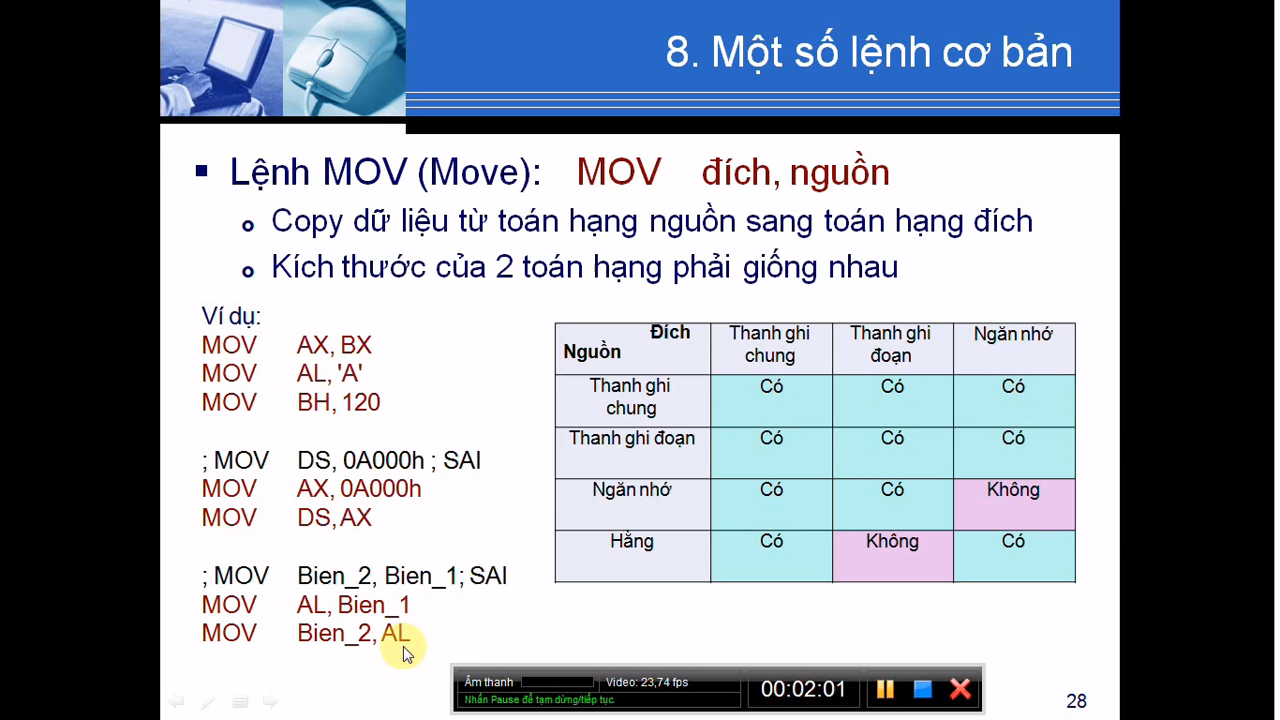 8. Một số lệnh cơ bản
Lệnh MOV (Move): MOV đích, nguồn
Copy dữ liệu từ toán hạng nguồn sang toán hạng đích
Kích thước của 2 toán hạng phải giống nhau
Ví dụ:
MOV AX, BX
MOV AL, 'A'
MOV BH, 120
; MOV DS, 0A000h ; SAI
MOV AX, 0A000h
MOV DS, AX
; MOV Bien_2, Bien_1; SAI
MOV AL, Bien_1
MOV Bien_2, AL
Đích Thanh ghi Thanh ghi Ngăn nhớ
Nguồn chung đoạn
Thanh ghi Có Có Có
chung
Thanh ghi đoạn Có Có Có
Ngăn nhớ Có Có Không
Hằng Có Không Có
Âm thanh Video: 23,74 fps
Nhấn Pause để tạm dừng/tiếp tục.
00:02:01
28